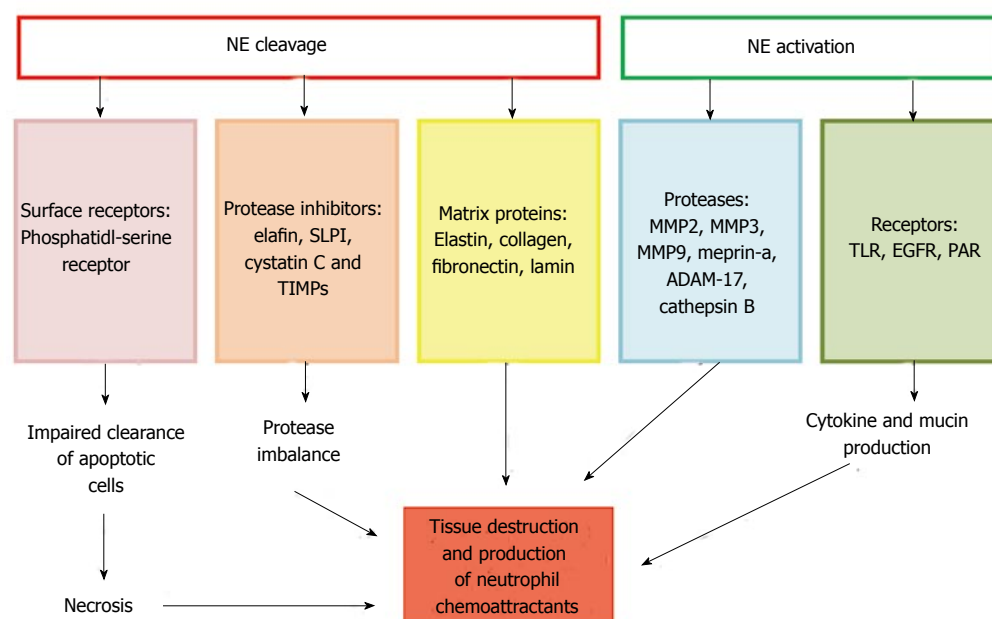 NE cleavage
NE activation
Surface receptors:
Phosphatidl-serine
receptor
Protease inhibitors:
elafin, SLPI,
cystatin C and
TIMPs
Matrix proteins:
Elastin, collagen,
fibronectin, lamin
Proteases:
MMP2, MMP3,
MMP9, meprin-a,
ADAM-17,
cathepsin B
Receptors:
TLR, EGFR, PAR
Impaired clearance
of apoptotic
cells
Protease
imbalance
Cytokine and mucin
production
Tissue destruction
and production
of neutrophil
chemoattractants
Necrosis